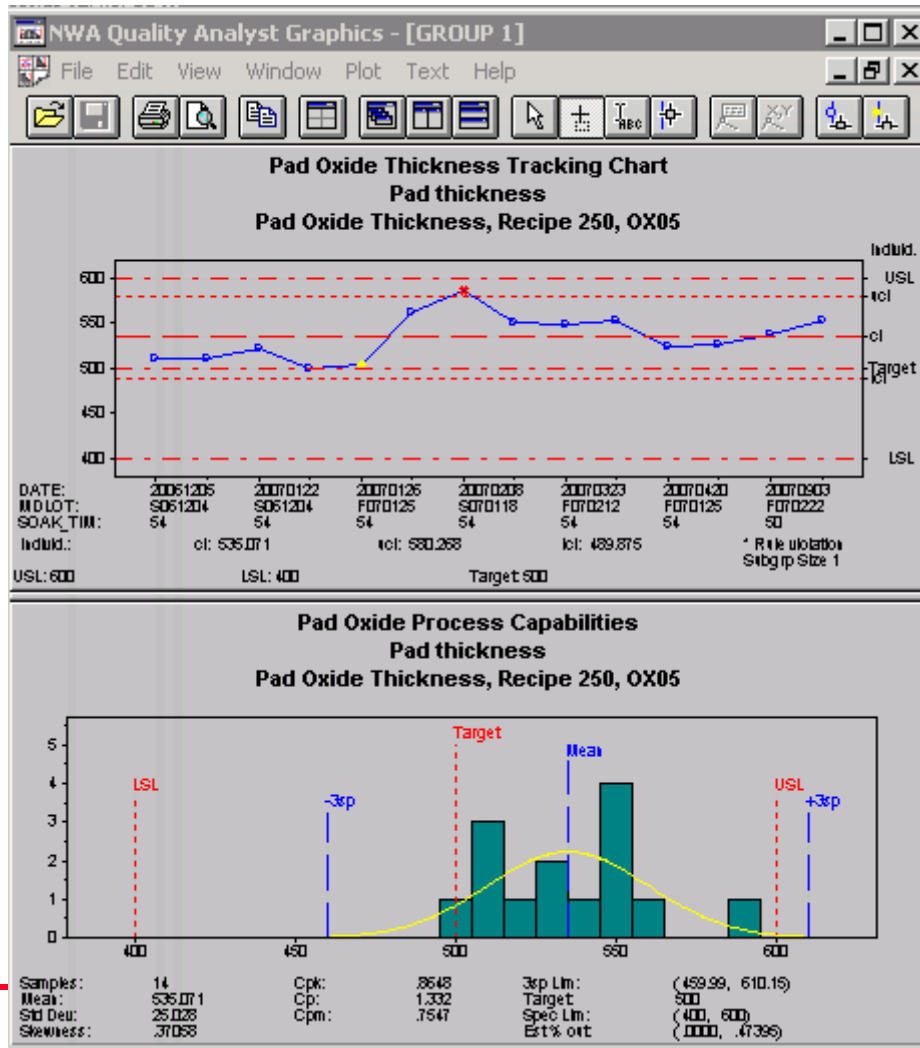 NWA Quality Analyst Graphics - [GROUP 1]
File Edit View Window Plot Text Help
ABC X,Y
Pad Oxide Thickness Tracking Chart
Pad thickness
Pad Oxide Thickness, Recipe 250, OX05
Individ.
600 USL
ucl
550
cl
500 Target
lcl
450
400 LSL
DATE: 20061205 20070122 20070126 20070208 20070323 20070420 20070903
MDLOT: S061204 S061204 F070125 S070118 F070212 F070125 F070222
SOAK_TIM: 54 54 54 54 54 54 50
Individ.: cl: 535.071 ucl: 580.268 lcl: 489.875 * Rule violation
Subgrp Size 1
USL: 600 LSL: 400 Target: 500
Pad Oxide Process Capabilities
Pad thickness
Pad Oxide Thickness, Recipe 250, OX05
5 Target
Mean
4 LSL USL
-3sp +3sp
3
2
1
0
400 450 500 550 600
Samples: 14 Cpk: .8648 3sp Lim: (459.99, 610.15)
Mean: 535.071 Cp: 1.332 Target: 500
Std Dev: 25.028 Cpm: .7547 Spec Lim: (400, 600)
Skewness: .37058 Est % out: (.0000, .47395)